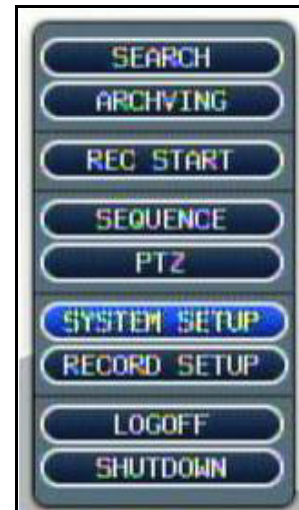 SEARCH
ARCHVING
REC START
SEQUENCE
PTZ
SYSTEM SETUP
RECORD SETUP
LOGOFF
SHUTDOWN